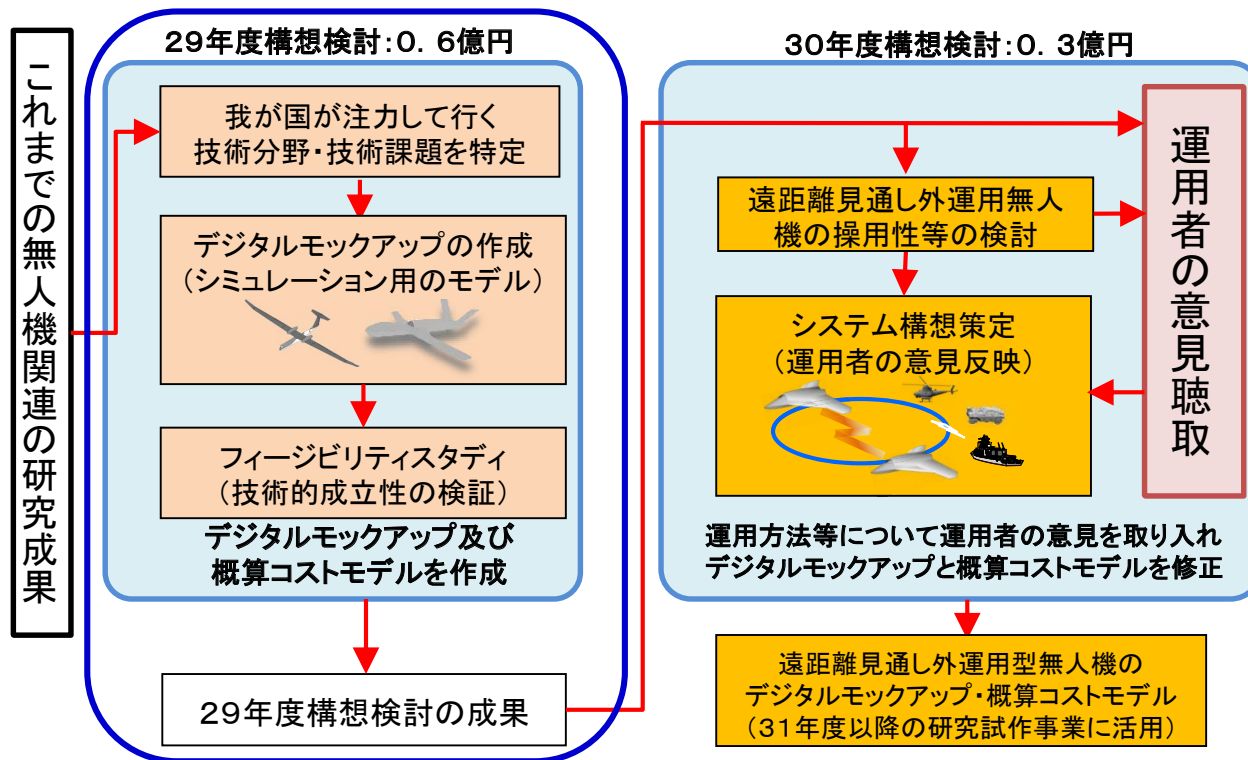 これまでの無人機関連の研究成果
29年度構想検討:0.6億円
我が国が注力して行く
技術分野・技術課題を特定
デジタルモックアップの作成
(シミュレーション用のモデル)
フィージビリティスタディ
(技術的成立性の検証)
デジタルモックアップ及び
概算コストモデルを作成
29年度構想検討の成果
30年度構想検討:0.3億円
遠距離見通し外運用無人
機の操用性等の検討
システム構想策定
(運用者の意見反映)
運用者の意見聴取
運用方法等について運用者の意見を取り入れ
デジタルモックアップと概算コストモデルを修正
遠距離見通し外運用型無人機の
デジタルモックアップ・概算コストモデル
(31年度以降の研究試作事業に活用)